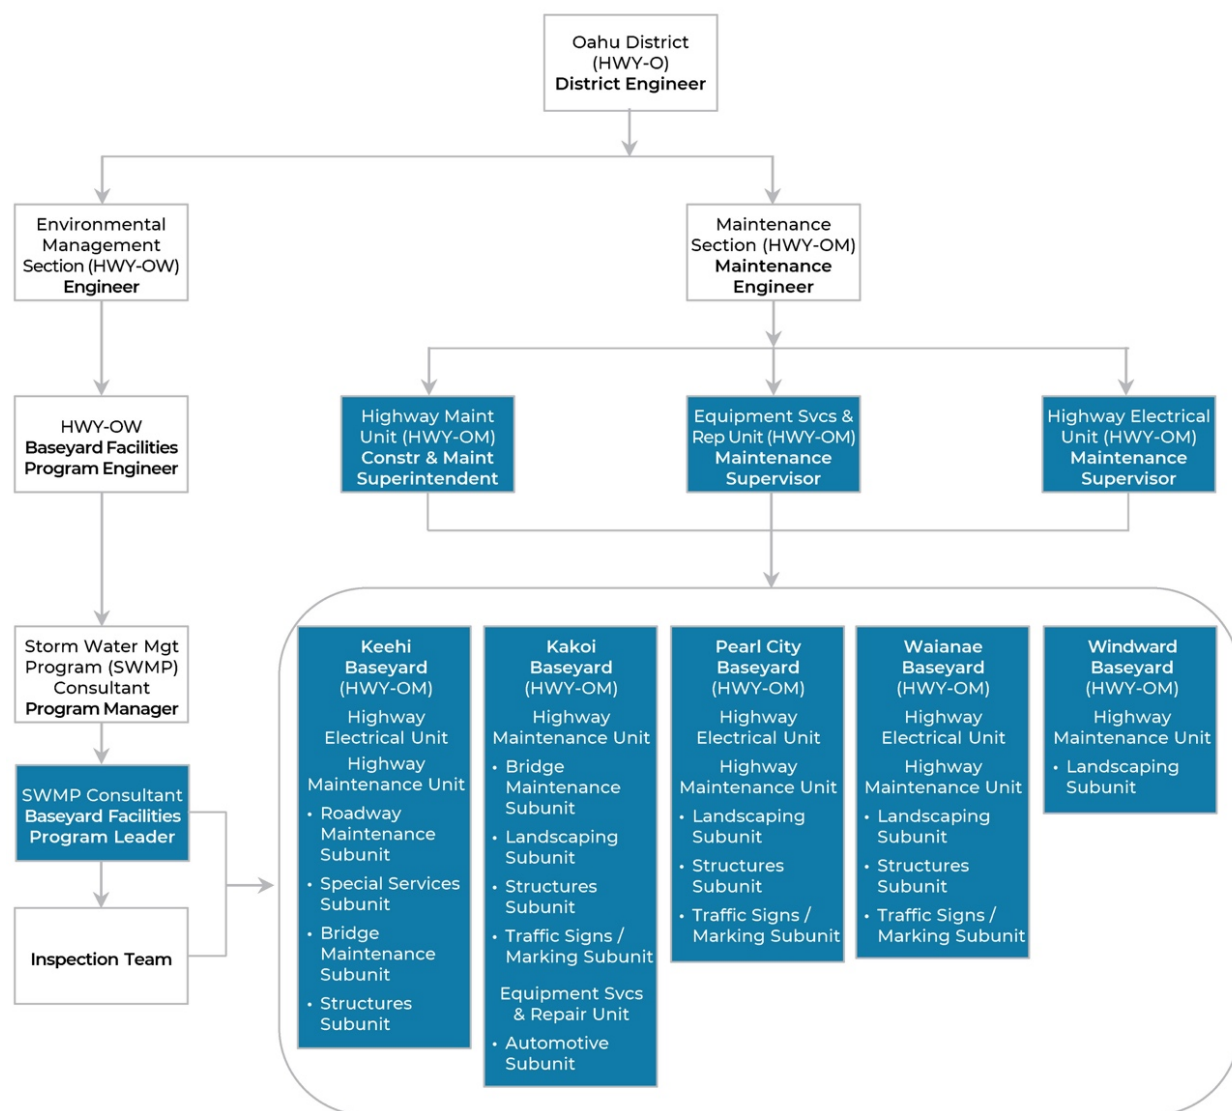 Oahu District
(HWY-O)
District Engineer
Environmental
Management
Section (HWY-OW)
Engineer
Maintenance
Section (HWY-OM)
Maintenance
Engineer
HWY-OW
Baseyard Facilities
Program Engineer
Highway Maint
Unit (HWY-OM)
Constr & Maint
Superintendent
Equipment Svcs &
Rep Unit (HWY-OM)
Maintenance
Supervisor
Highway Electrical
Unit (HWY-OM)
Maintenance
Supervisor
Storm Water Mgt
Program (SWMP)
Consultant
Program Manager
SWMP Consultant
Baseyard Facilities
Program Leader
Inspection Team
Keehi
Baseyard
(HWY-OM)
Highway
Electrical Unit
Highway
Maintenance Unit
• Roadway
Maintenance
Subunit
• Special Services
Subunit
• Bridge
Maintenance
Subunit
• Structures
Subunit
Kakoi
Baseyard
(HWY-OM)
Highway
Maintenance Unit
• Bridge
Maintenance
Subunit
• Landscaping
Subunit
• Structures
Subunit
• Traffic Signs /
Marking Subunit
Equipment Svcs
& Repair Unit
• Automotive
Subunit
Pearl City
Baseyard
(HWY-OM)
Highway
Electrical Unit
Highway
Maintenance Unit
• Landscaping
Subunit
• Structures
Subunit
• Traffic Signs /
Marking Subunit
Waianae
Baseyard
(HWY-OM)
Highway
Electrical Unit
Highway
Maintenance Unit
• Landscaping
Subunit
• Structures
Subunit
• Traffic Signs /
Marking Subunit
Windward
Baseyard
(HWY-OM)
Highway
Maintenance Unit
• Landscaping
Subunit